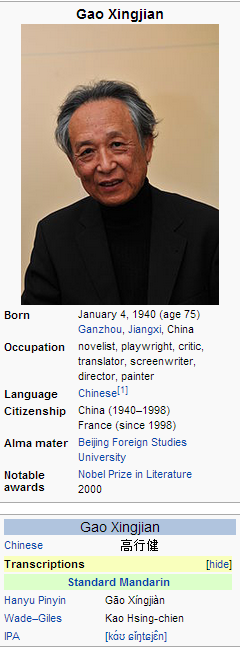 Gao Xingjian
Born January 4, 1940 (age 75)
Ganzhou, Jiangxi, China
Occupation novelist, playwright, critic,
translator, screenwriter,
director, painter
Language Chinese[1]
Citizenship China (1940–1998)
France (since 1998)
Alma mater Beijing Foreign Studies
University
Notable Nobel Prize in Literature
awards 2000
Gao Xingjian
Chinese 高行健
Transcriptions [hide]
Standard Mandarin
Hanyu Pinyin Gāo Xíngjiàn
Wade–Giles Kao Hsing-chien
IPA [káʊ ɕǐŋtɕjɛ̂n]